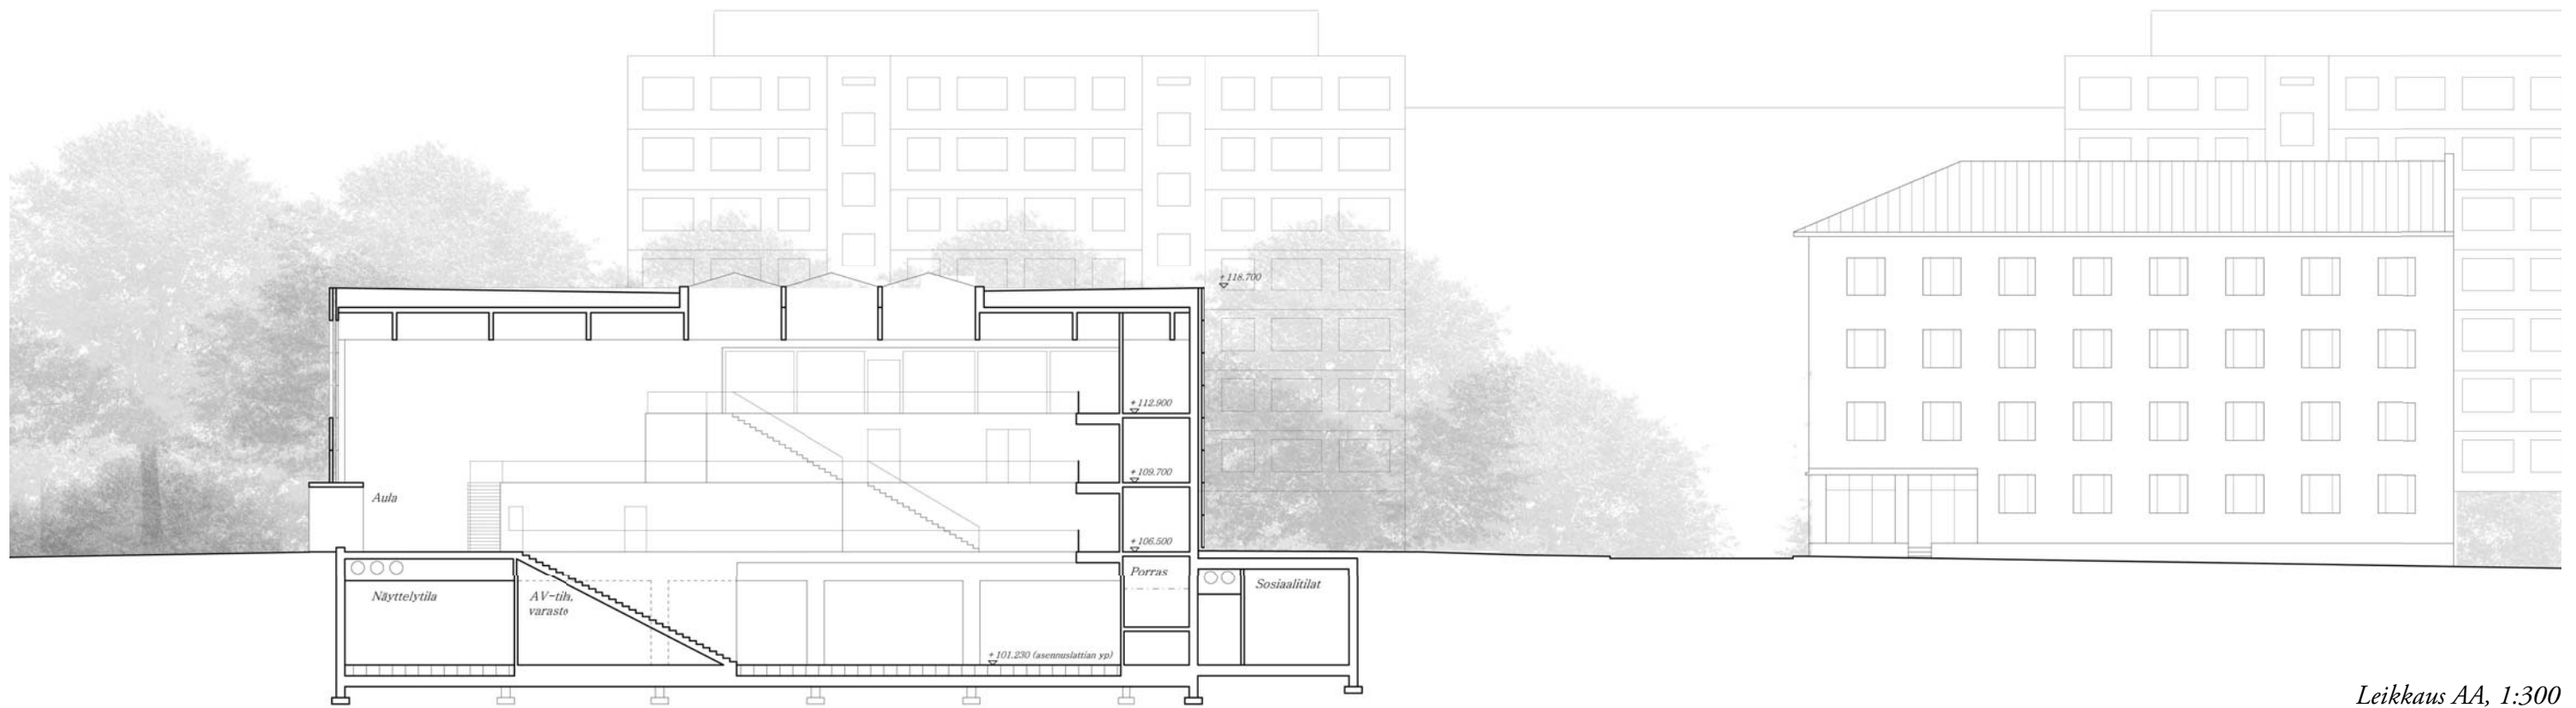 +118.700
+112.900
+109.700
Aula
+106.500
Porras
Näyttelytila
AV-tih.
varasto
Sosiaalitilat
+101.230 (asennuslattian yp)
Leikkaus AA, 1:300